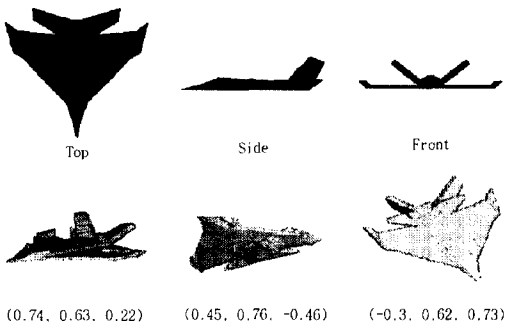 Top
Side
Front
(0.74, 0.63, 0.22)
(0.45, 0.76, -0.46)
(-0.3, 0.62, 0.73)